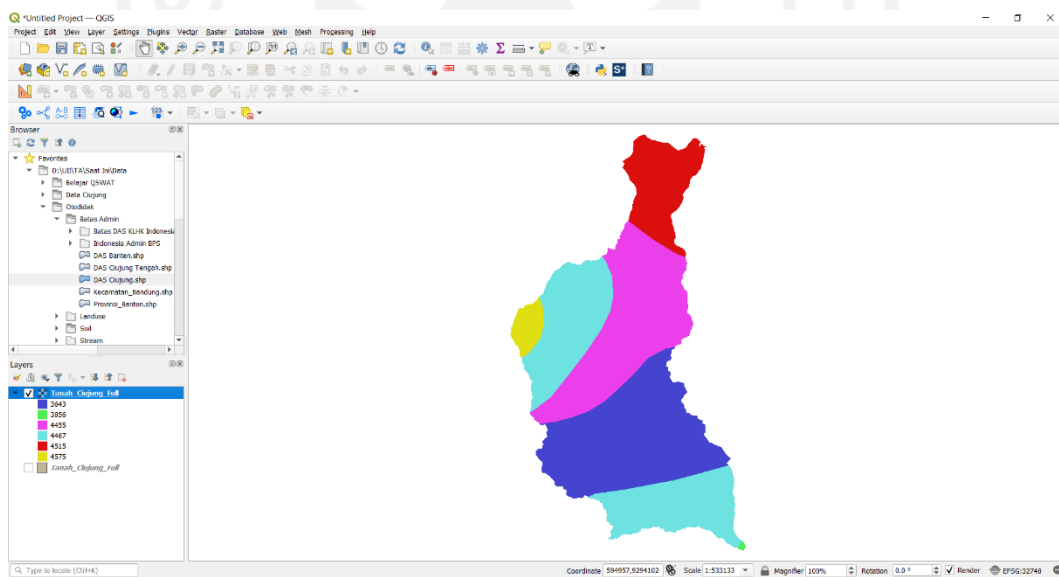 *Untitled Project — QGIS
Project Edit View Layer Settings Plugins Vector Raster Database Web Mesh Processing Help
Browser
Favorites
D:\UII\TA\Saat Ini\Data
Belajar QSWAT
Data Ciujung
Otodidak
Batas Admin
Batas DAS KLHK Indonesia
Indonesia Admin BPS
DAS Banten.shp
DAS Ciujung Tengah.shp
DAS Ciujung.shp
Kecamatan_Bandung.shp
Provinsi_Banten.shp
Landuse
Soil
Stream
Layers
Tanah_Ciujung_Full
3643
3856
4455
4467
4515
4575
Tanah_Ciujung_Full
Type to locate (Ctrl+K)
Coordinate 594957,9294102 Scale 1:533133 Magnifier 100% Rotation 0.0 ° Render EPSG:32748